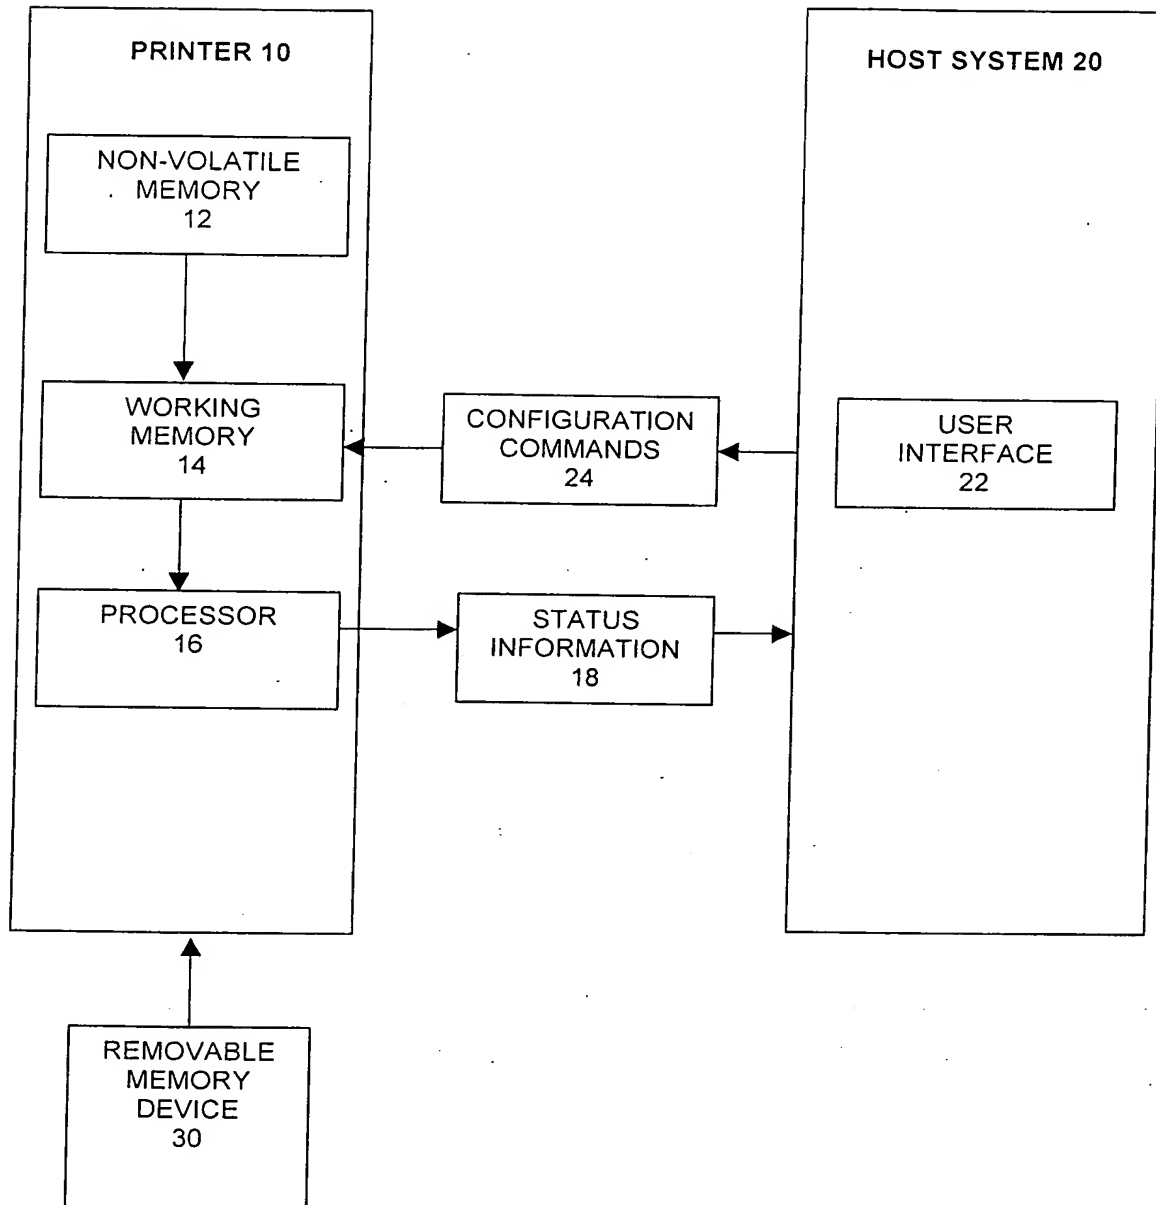 PRINTER 10
HOST SYSTEM 20
NON-VOLATILE
MEMORY
12
WORKING
MEMORY
14
CONFIGURATION
COMMANDS
24
USER
INTERFACE
22
PROCESSOR
16
STATUS
INFORMATION
18
REMOVABLE
MEMORY
DEVICE
30